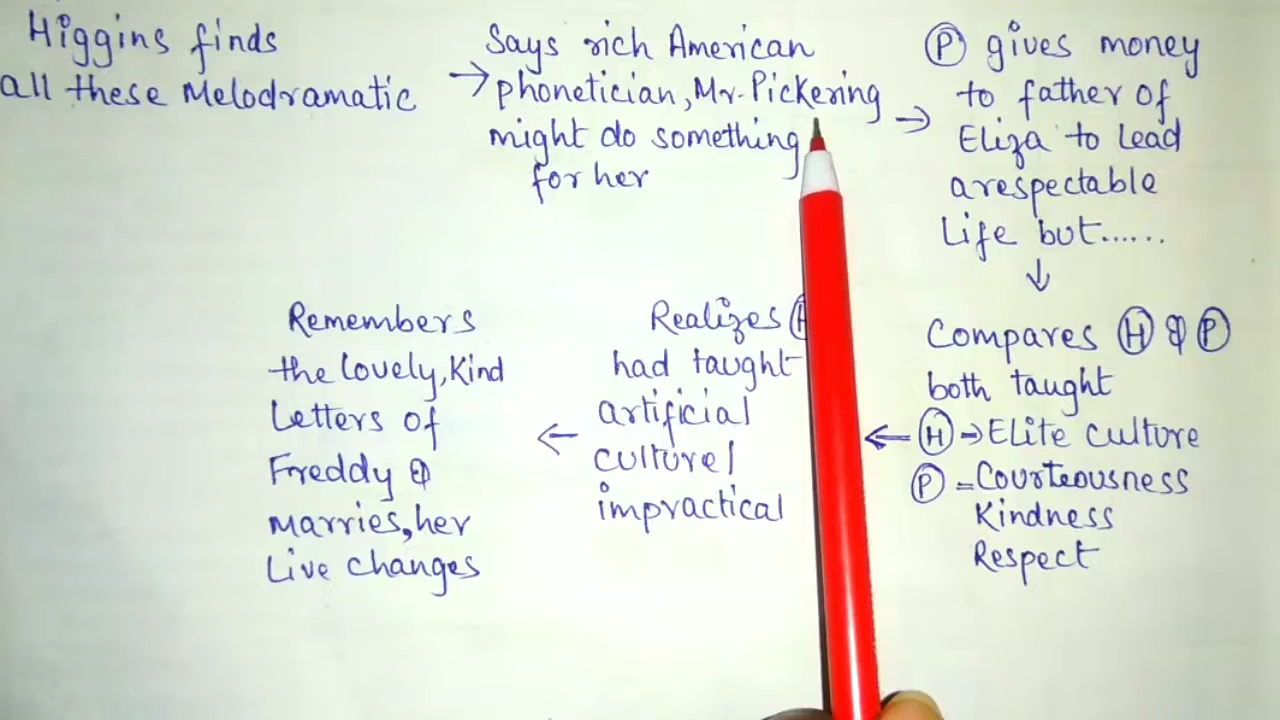 Higgins finds
all these Melodramatic
→ Says rich American
phonetician, Mr. Pickering
might do something
for her
→ Ⓟ gives money
to father of
Eliza to Lead
a respectable
Life but......
↓
Compares Ⓗ & Ⓟ
both taught
Ⓗ → Elite culture
Ⓟ = Courteousness
Kindness
Respect
← Realizes
had taught
artificial
culture/
impractical
← Remembers
the lovely, Kind
Letters of
Freddy &
marries, her
Live changes